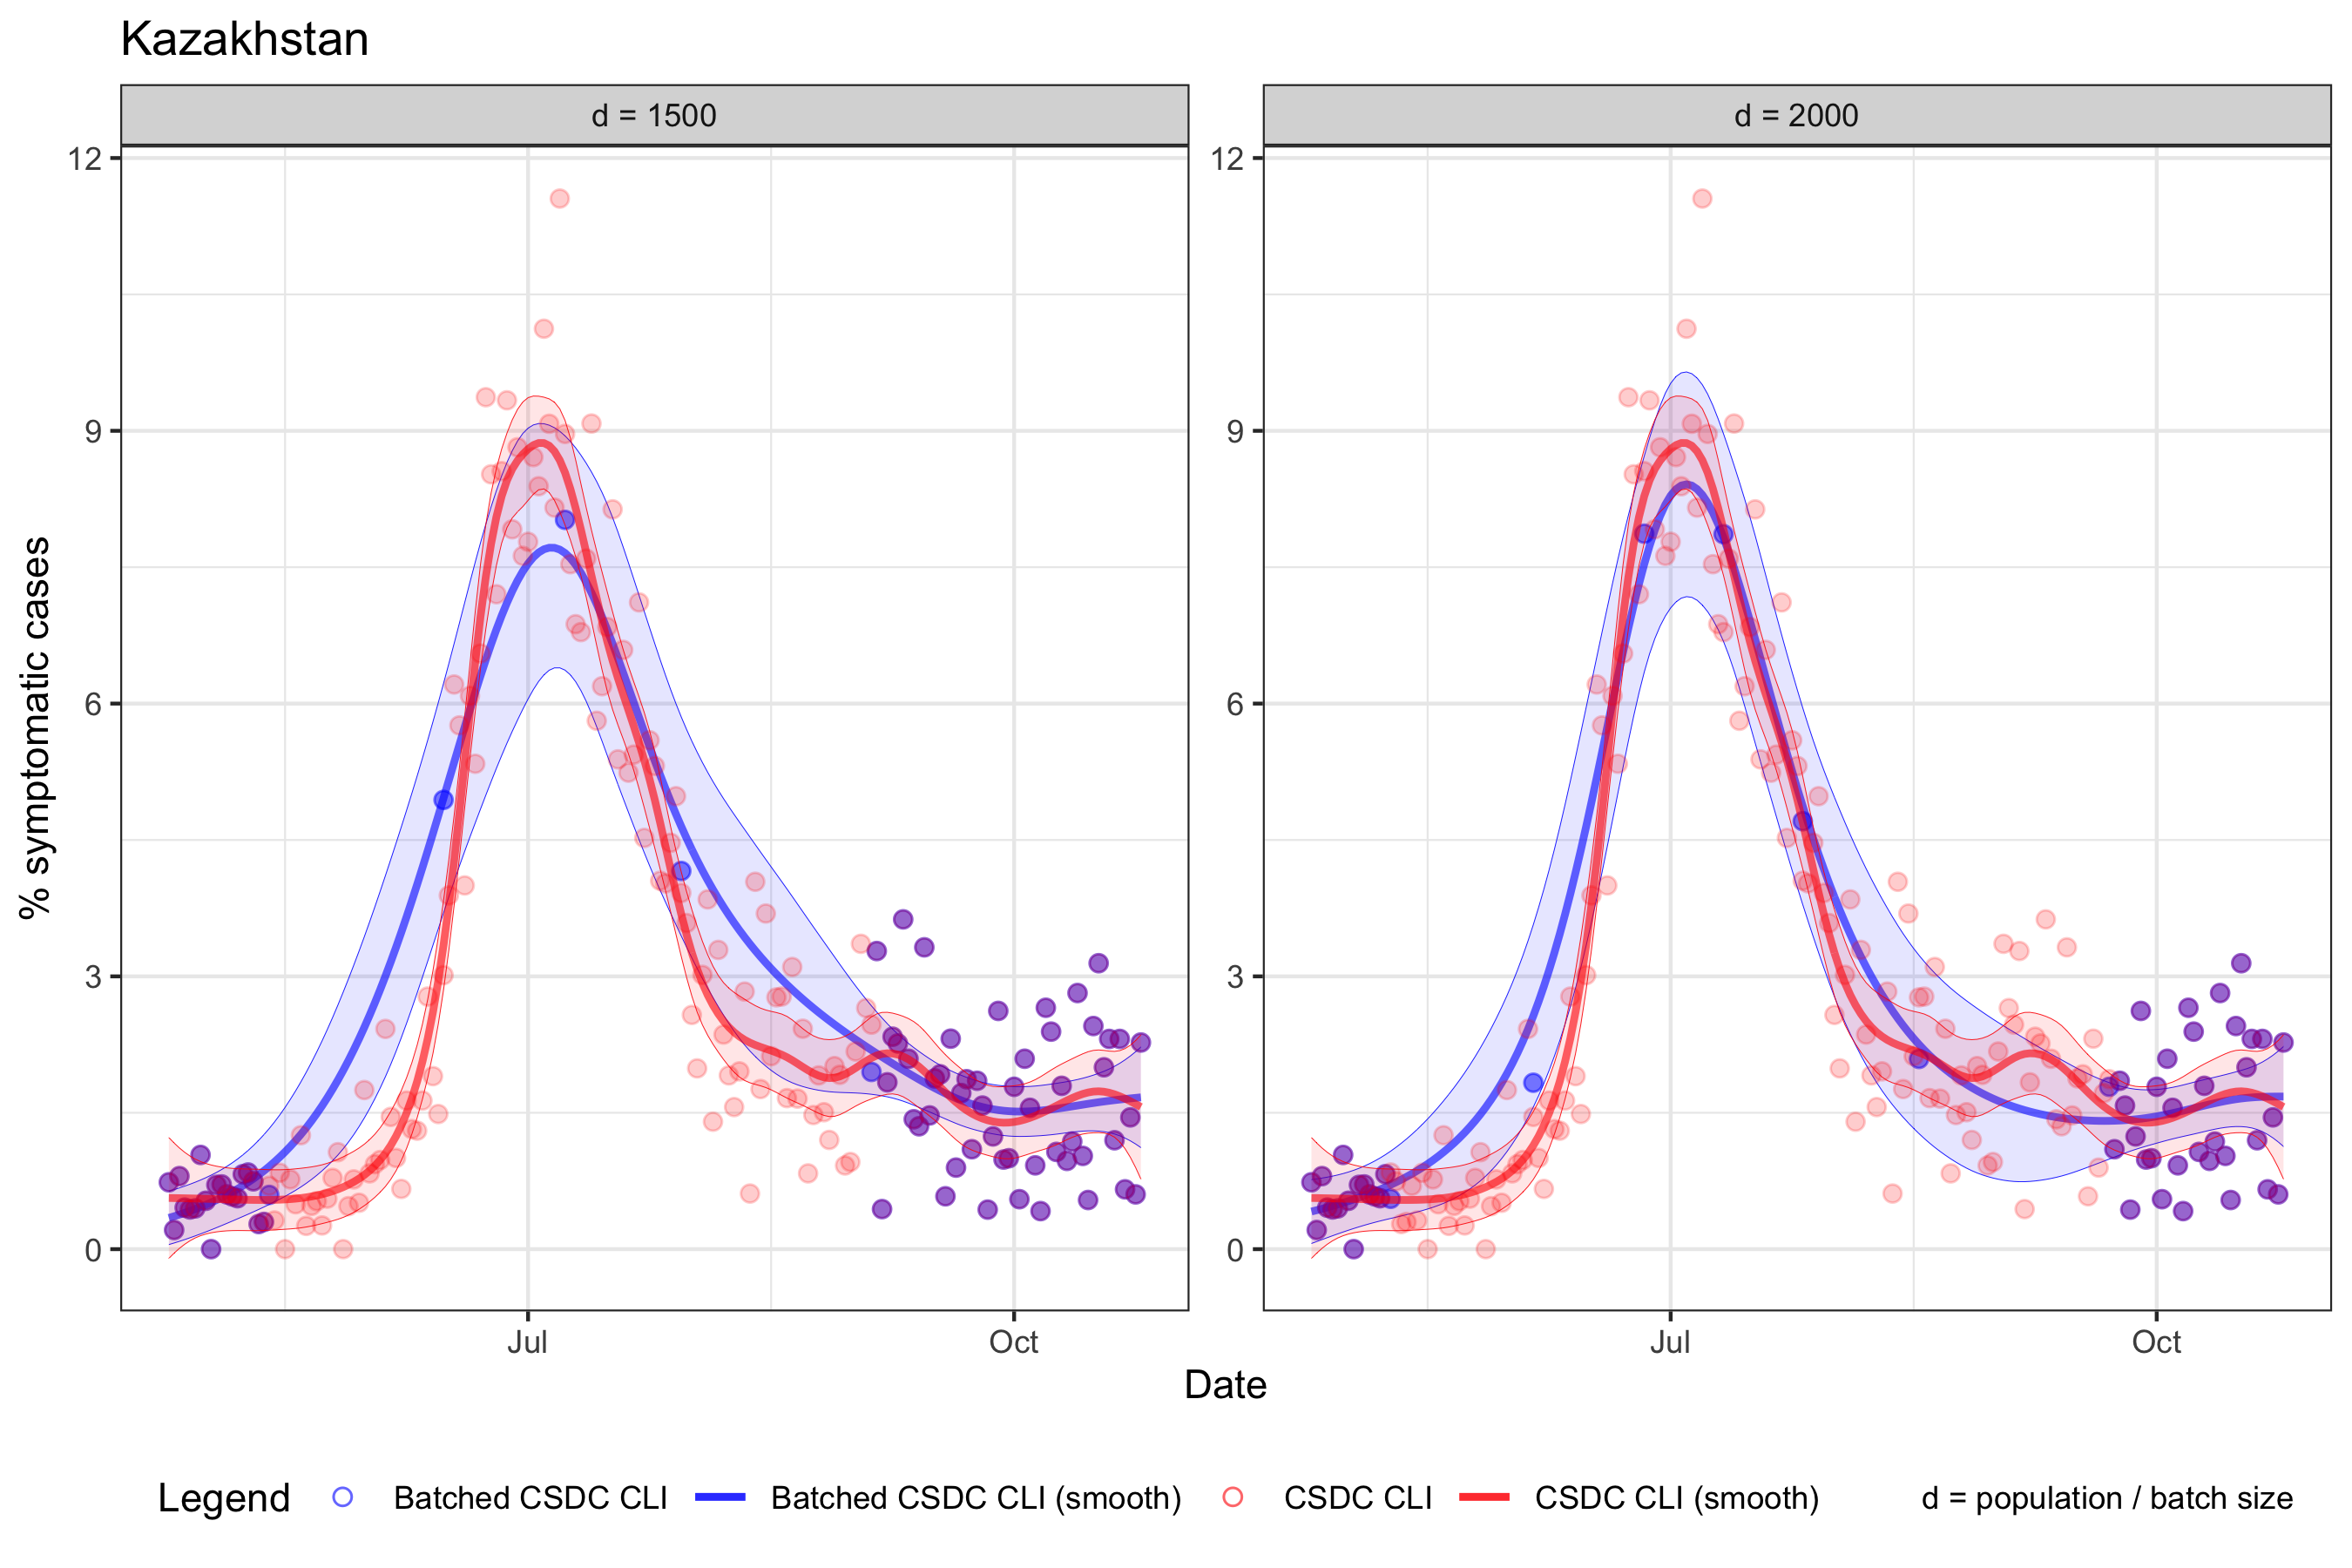 Kazakhstan
d = 1500
d = 2000
12
9
6
3
0
12
9
6
3
0
% symptomatic cases
Jul
Oct
Jul
Oct
Date
Legend
Batched CSDC CLI
Batched CSDC CLI (smooth)
CSDC CLI
CSDC CLI (smooth)
d = population / batch size